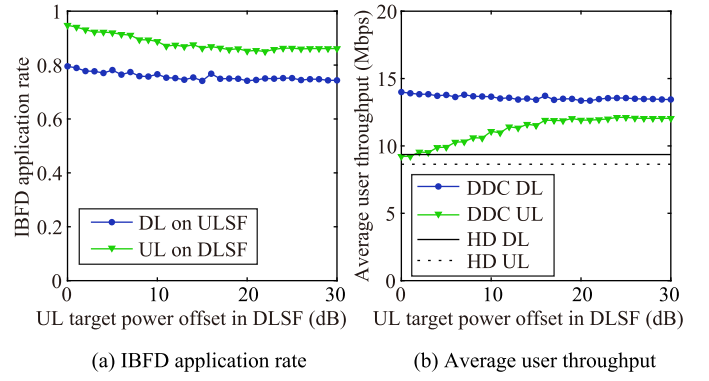 IBFD application rate
1
0.8
0.6
0.4
0.2
0
0
10
20
30
DL on ULSF
UL on DLSF
UL target power offset in DLSF (dB)
(a) IBFD application rate
Average user throughput (Mbps)
20
15
10
5
0
0
10
20
30
DDC DL
DDC UL
HD DL
HD UL
UL target power offset in DLSF (dB)
(b) Average user throughput